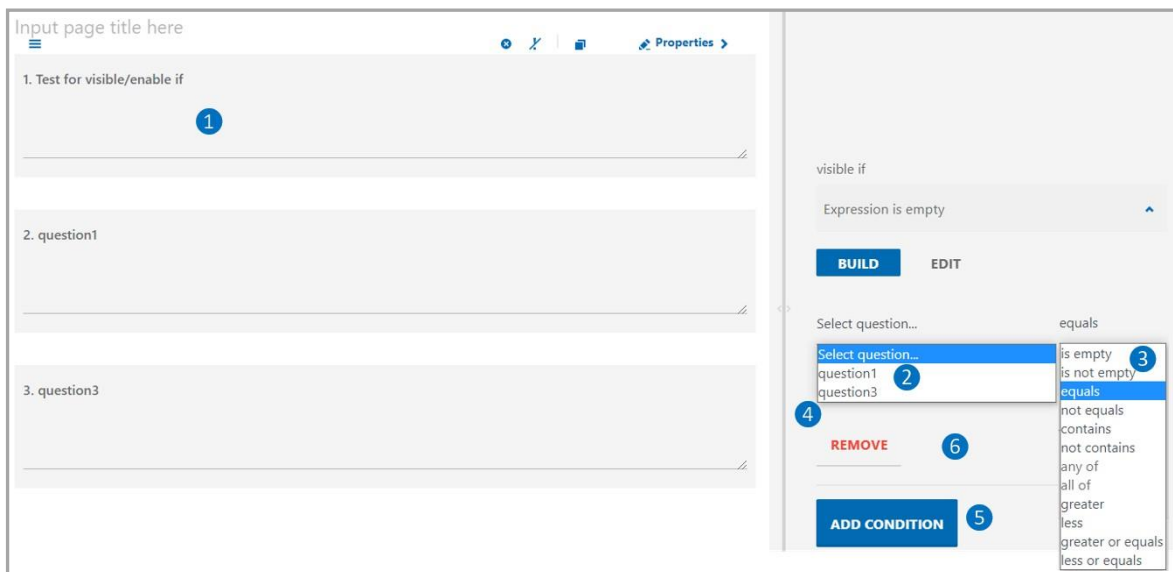 Input page title here
Properties
1. Test for visible/enable if
1
2. question1
3. question3
visible if
Expression is empty
BUILD EDIT
Select question... equals
Select question...
question1
2
question3
is empty
3
is not empty
equals
not equals
contains
not contains
any of
all of
greater
less
greater or equals
less or equals
4
REMOVE
6
ADD CONDITION
5